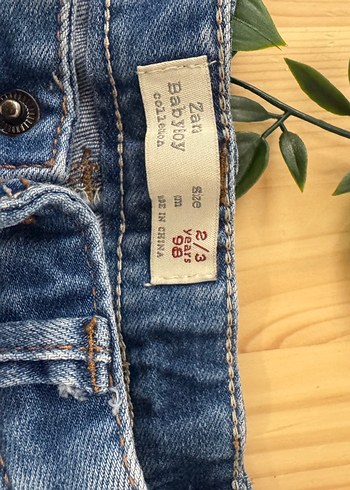 Zara
Babyboy
collection
size 2/3
years
cm 98
MADE IN CHINA